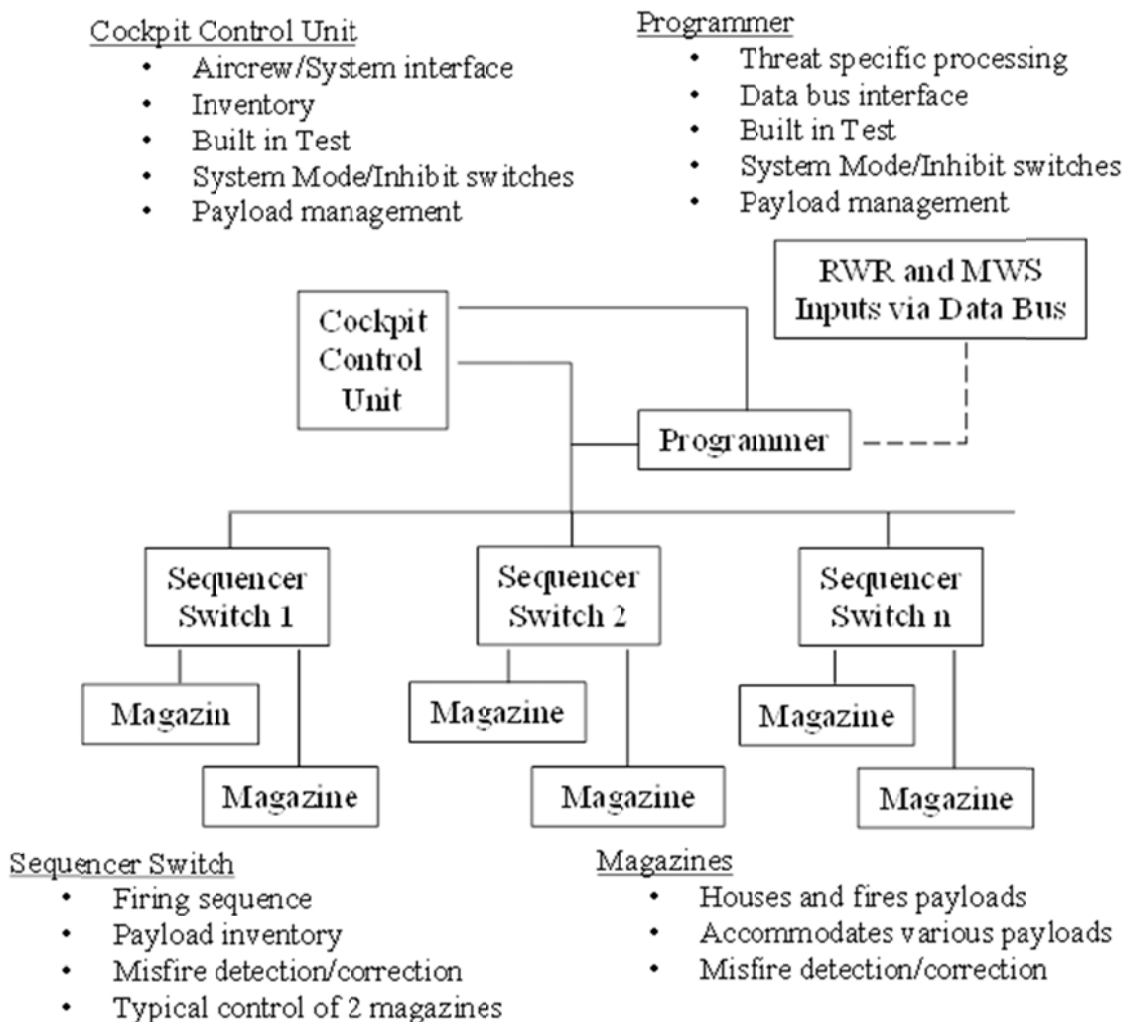 Cockpit Control Unit
• Aircrew/System interface
• Inventory
• Built in Test
• System Mode/Inhibit switches
• Payload management
Programmer
• Threat specific processing
• Data bus interface
• Built in Test
• System Mode/Inhibit switches
• Payload management
RWR and MWS
Inputs via Data Bus
Cockpit
Control
Unit
Programmer
Sequencer
Switch 1
Sequencer
Switch 2
Sequencer
Switch n
Magazin
Magazine
Magazine
Magazine
Magazine
Magazine
Sequencer Switch
• Firing sequence
• Payload inventory
• Misfire detection/correction
• Typical control of 2 magazines
Magazines
• Houses and fires payloads
• Accommodates various payloads
• Misfire detection/correction